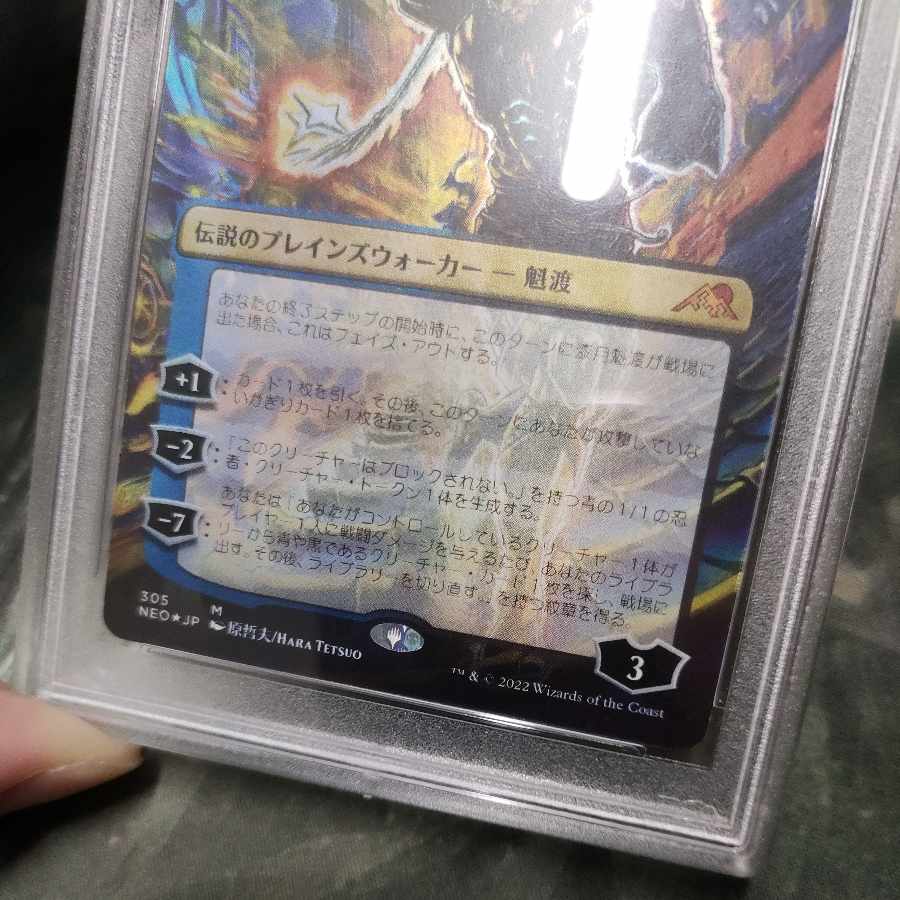 伝説のプレインズウォーカー — 魁渡
あなたの終了ステップの開始時に、このターンに漆月魁渡が戦場に
出た場合、これはフェイズ・アウトする。
+1
：カード１枚を引く。その後、このターンにあなたが攻撃していな
いかぎりカード１枚を捨てる。
−2
：「このクリーチャーはブロックされない。」を持つ青の1/1の忍
者・クリーチャー・トークン１体を生成する。
−7
：あなたは「あなたがコントロールしているクリーチャー１体が
プレイヤー１人に戦闘ダメージを与えるたび、あなたのライブラ
リーから青や黒であるクリーチャー・カード１枚を探し、戦場に
出す。その後、ライブラリーを切り直す。」を持つ紋章を得る。
3
305 M
NEO★JP 原哲夫/HARA TETSUO
™ & © 2022 Wizards of the Coast